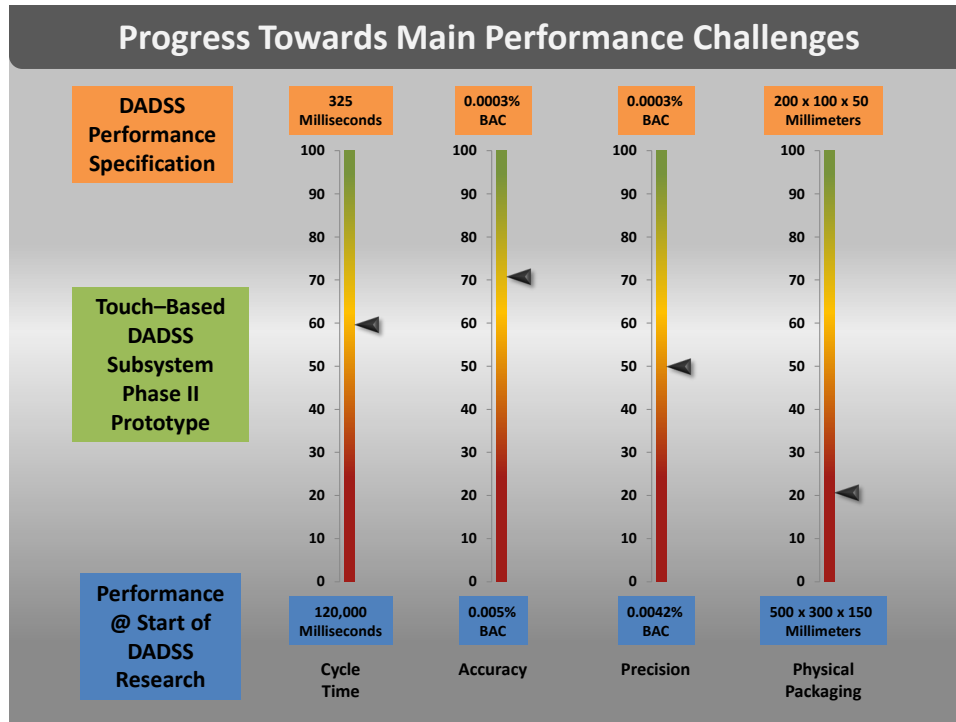 Progress Towards Main Performance Challenges
DADSS
Performance
Specification
325
Milliseconds
0.0003%
BAC
0.0003%
BAC
200 x 100 x 50
Millimeters
100
90
80
70
60
50
40
30
20
10
0
100
90
80
70
60
50
40
30
20
10
0
100
90
80
70
60
50
40
30
20
10
0
100
90
80
70
60
50
40
30
20
10
0
Touch–Based
DADSS
Subsystem
Phase II
Prototype
Performance
@ Start of
DADSS
Research
120,000
Milliseconds
0.005%
BAC
0.0042%
BAC
500 x 300 x 150
Millimeters
Cycle
Time
Accuracy
Precision
Physical
Packaging